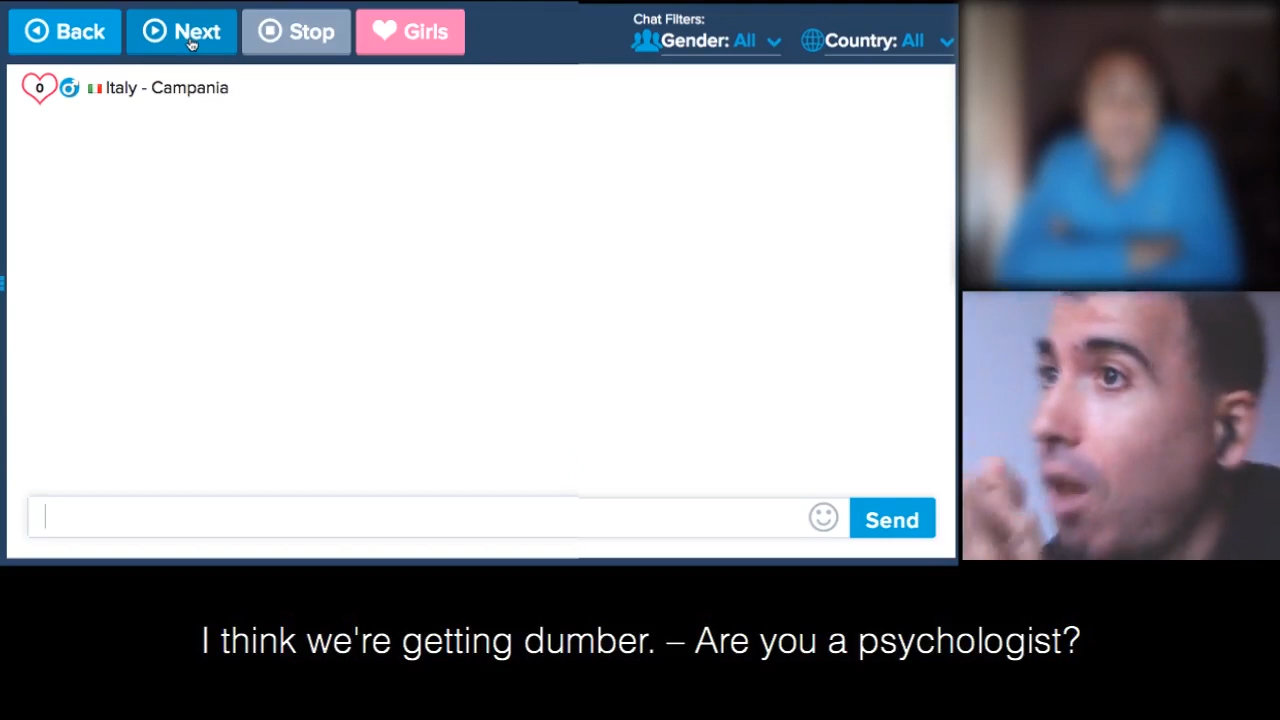 Back Next Stop Girls
Chat Filters:
Gender: All Country: All
0 Italy - Campania
Send
I think we're getting dumber. – Are you a psychologist?